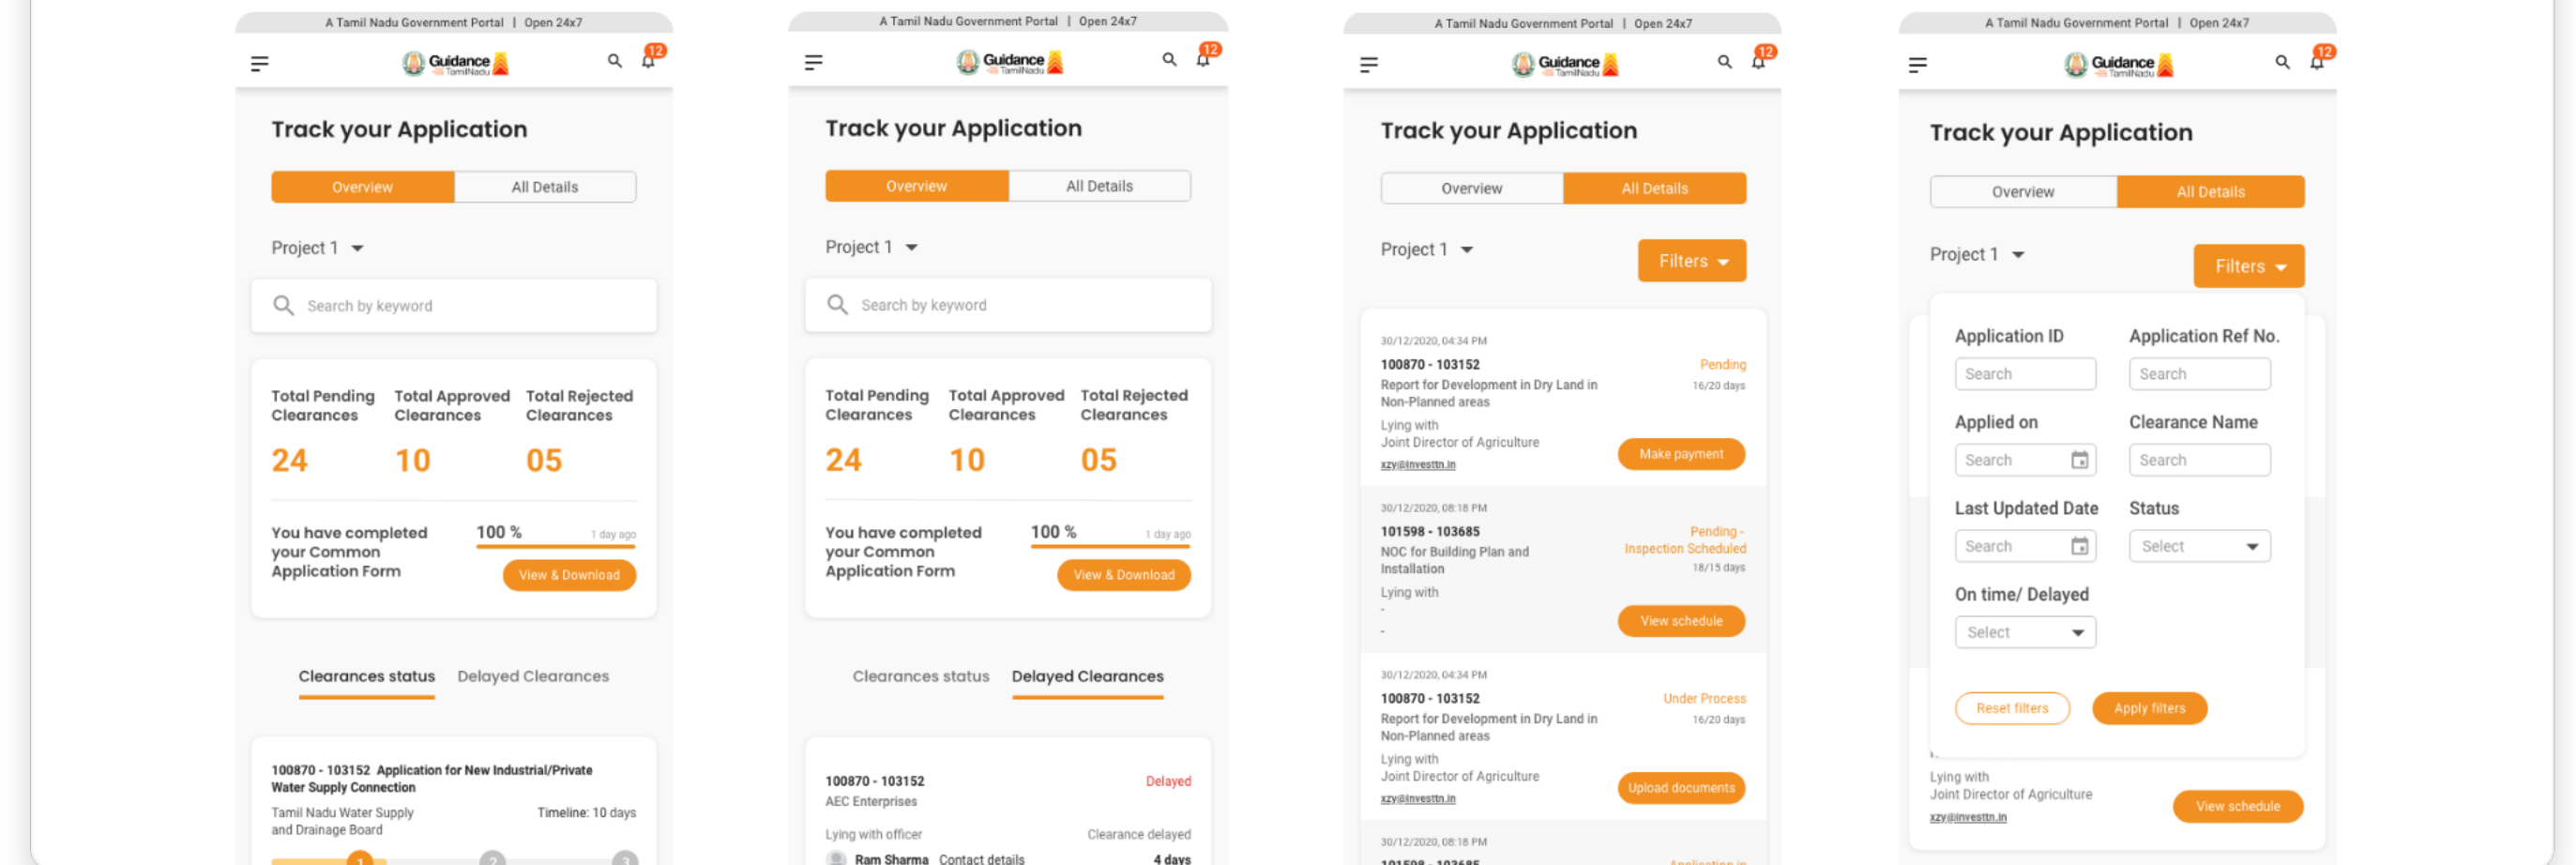 A Tamil Nadu Government Portal | Open 24x7
Guidance
TamilNadu
12
Track your Application
Overview All Details
Project 1
Search by keyword
Total Pending Clearances
Total Approved Clearances
Total Rejected Clearances
24 10 05
You have completed
your Common
Application Form
100 % 1 day ago
View & Download
Clearances status Delayed Clearances
100870 - 103152 Application for New Industrial/Private
Water Supply Connection
Tamil Nadu Water Supply
and Drainage Board
Timeline: 10 days
1 2 3
A Tamil Nadu Government Portal | Open 24x7
Guidance
TamilNadu
12
Track your Application
Overview All Details
Project 1
Search by keyword
Total Pending Clearances
Total Approved Clearances
Total Rejected Clearances
24 10 05
You have completed
your Common
Application Form
100 % 1 day ago
View & Download
Clearances status Delayed Clearances
100870 - 103152 Delayed
AEC Enterprises
Lying with officer Clearance delayed
Ram Sharma Contact details 4 days
A Tamil Nadu Government Portal | Open 24x7
Guidance
TamilNadu
12
Track your Application
Overview All Details
Project 1 Filters
30/12/2020, 04:34 PM
100870 - 103152 Pending
Report for Development in Dry Land in 16/20 days
Non-Planned areas
Lying with
Joint Director of Agriculture
xzy@investtn.in
Make payment
30/12/2020, 08:18 PM
101598 - 103685 Pending -
Inspection Scheduled
NOC for Building Plan and
Installation
18/15 days
Lying with
-
-
View schedule
30/12/2020, 04:34 PM
100870 - 103152 Under Process
Report for Development in Dry Land in 16/20 days
Non-Planned areas
Lying with
Joint Director of Agriculture
xzy@investtn.in
Upload documents
30/12/2020, 08:18 PM
101598 - 103685 Application in
A Tamil Nadu Government Portal | Open 24x7
Guidance
TamilNadu
12
Track your Application
Overview All Details
Project 1 Filters
Application ID Application Ref No.
Search Search
Applied on Clearance Name
Search Search
Last Updated Date Status
Search Select
On time/ Delayed
Select
Reset filters Apply filters
Lying with
Joint Director of Agriculture
xzy@investtn.in
View schedule